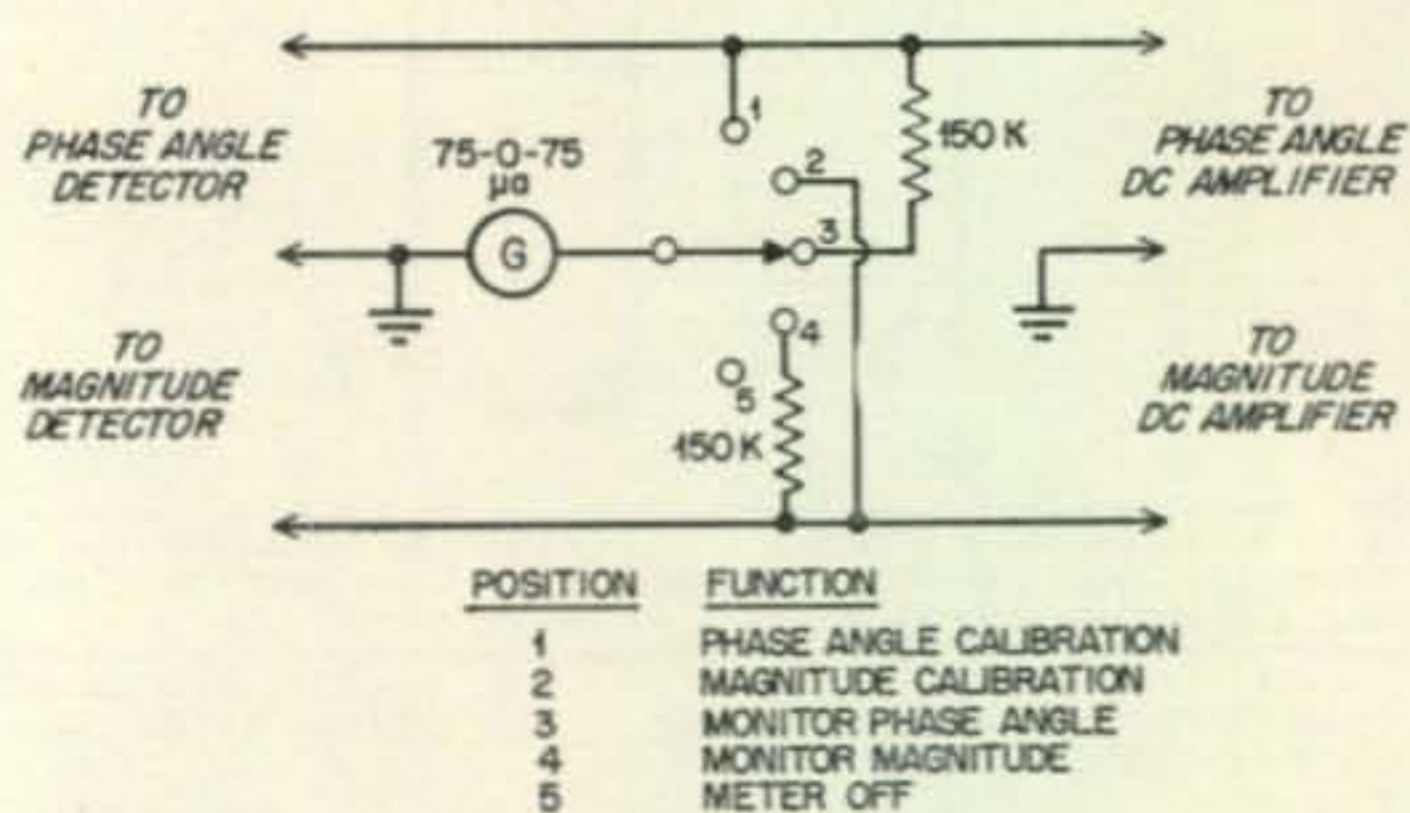 TO
PHASE ANGLE
DETECTOR
75-0-75
µa
G
1
2
3
4
5
150 K
150 K
TO
PHASE ANGLE
DC AMPLIFIER
TO
MAGNITUDE
DETECTOR
TO
MAGNITUDE
DC AMPLIFIER
POSITION FUNCTION
1 PHASE ANGLE CALIBRATION
2 MAGNITUDE CALIBRATION
3 MONITOR PHASE ANGLE
4 MONITOR MAGNITUDE
5 METER OFF